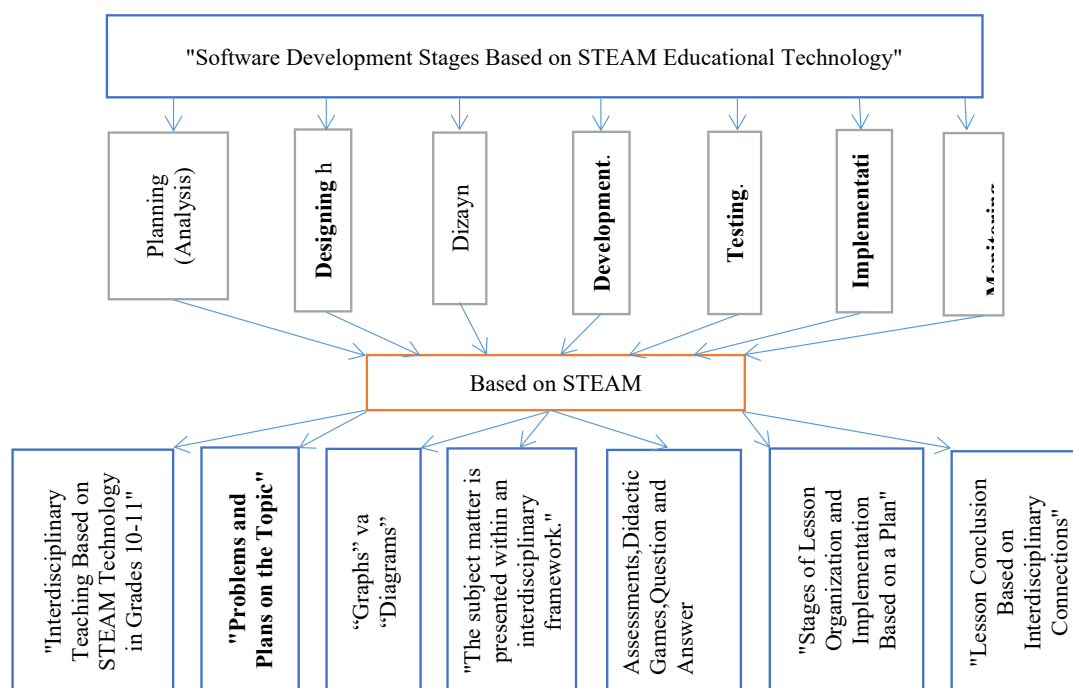 "Software Development Stages Based on STEAM Educational Technology"
Planning
(Analysis)
Designing h
Dizayn
Development.
Testing.
Implementati
Monitoring
Based on STEAM
"Interdisciplinary
Teaching Based on
STEAM Technology
in Grades 10-11"
"Problems and
Plans on the Topic"
“Graphs” va
“Diagrams”
"The subject matter is
presented within an
interdisciplinary
framework."
Assessments,Didactic
Games,Question and
Answer
"Stages of Lesson
Organization and
Implementation
Based on a Plan"
"Lesson Conclusion
Based on
Interdisciplinary
Connections"